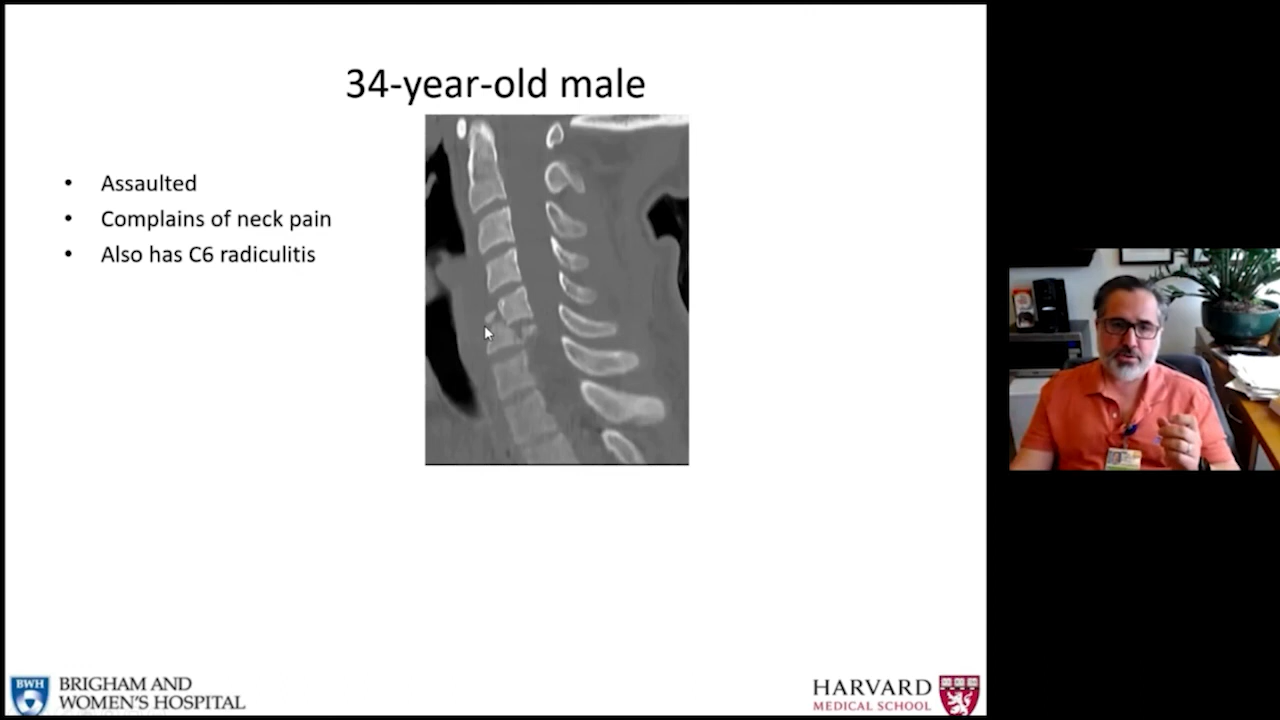 34-year-old male
• Assaulted
• Complains of neck pain
• Also has C6 radiculitis
BWH
BRIGHAM AND
WOMEN'S HOSPITAL
HARVARD
MEDICAL SCHOOL